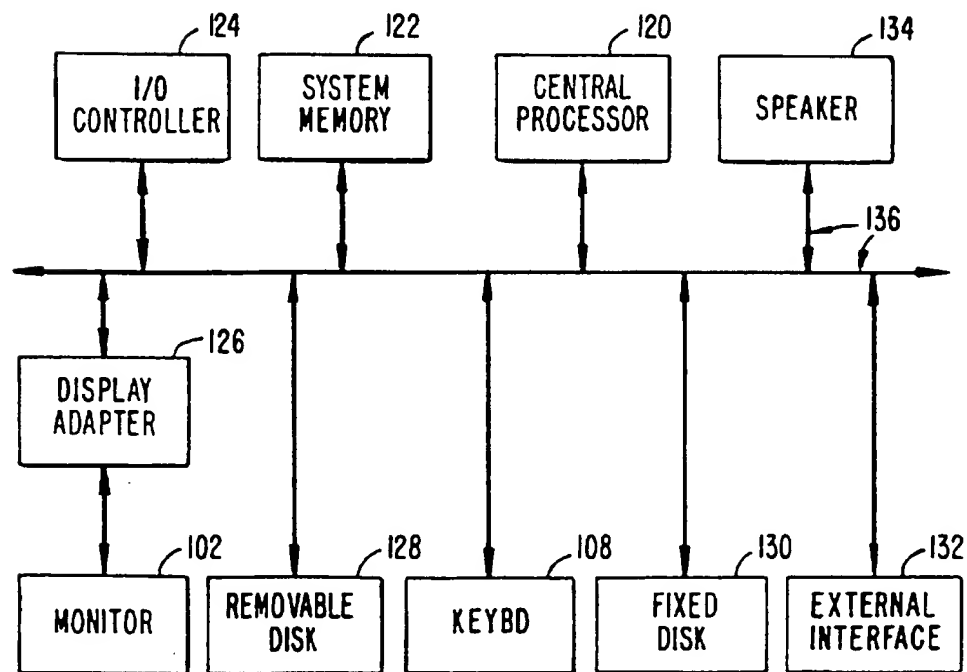 124
122
120
134
I/O
CONTROLLER
SYSTEM
MEMORY
CENTRAL
PROCESSOR
SPEAKER
136
126
DISPLAY
ADAPTER
102
128
108
130
132
MONITOR
REMOVABLE
DISK
KEYBD
FIXED
DISK
EXTERNAL
INTERFACE